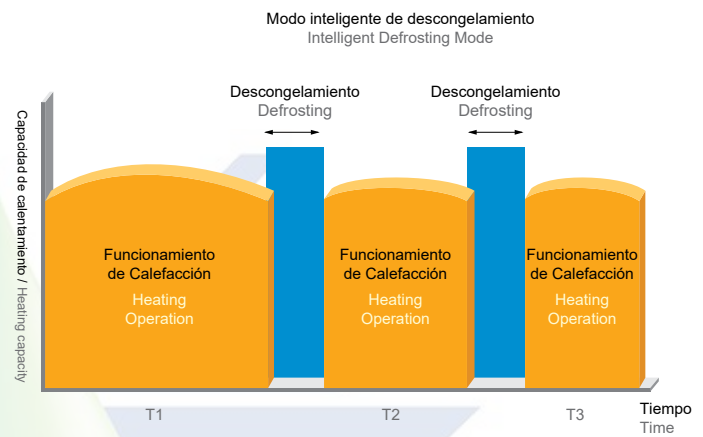 Modo inteligente de descongelamiento
Intelligent Defrosting Mode
Descongelamiento
Defrosting
Descongelamiento
Defrosting
Capacidad de calentamiento / Heating capacity
Funcionamiento
de Calefacción
Heating
Operation
Funcionamiento
de Calefacción
Heating
Operation
Funcionamiento
de Calefacción
Heating
Operation
T1
T2
T3
Tiempo
Time